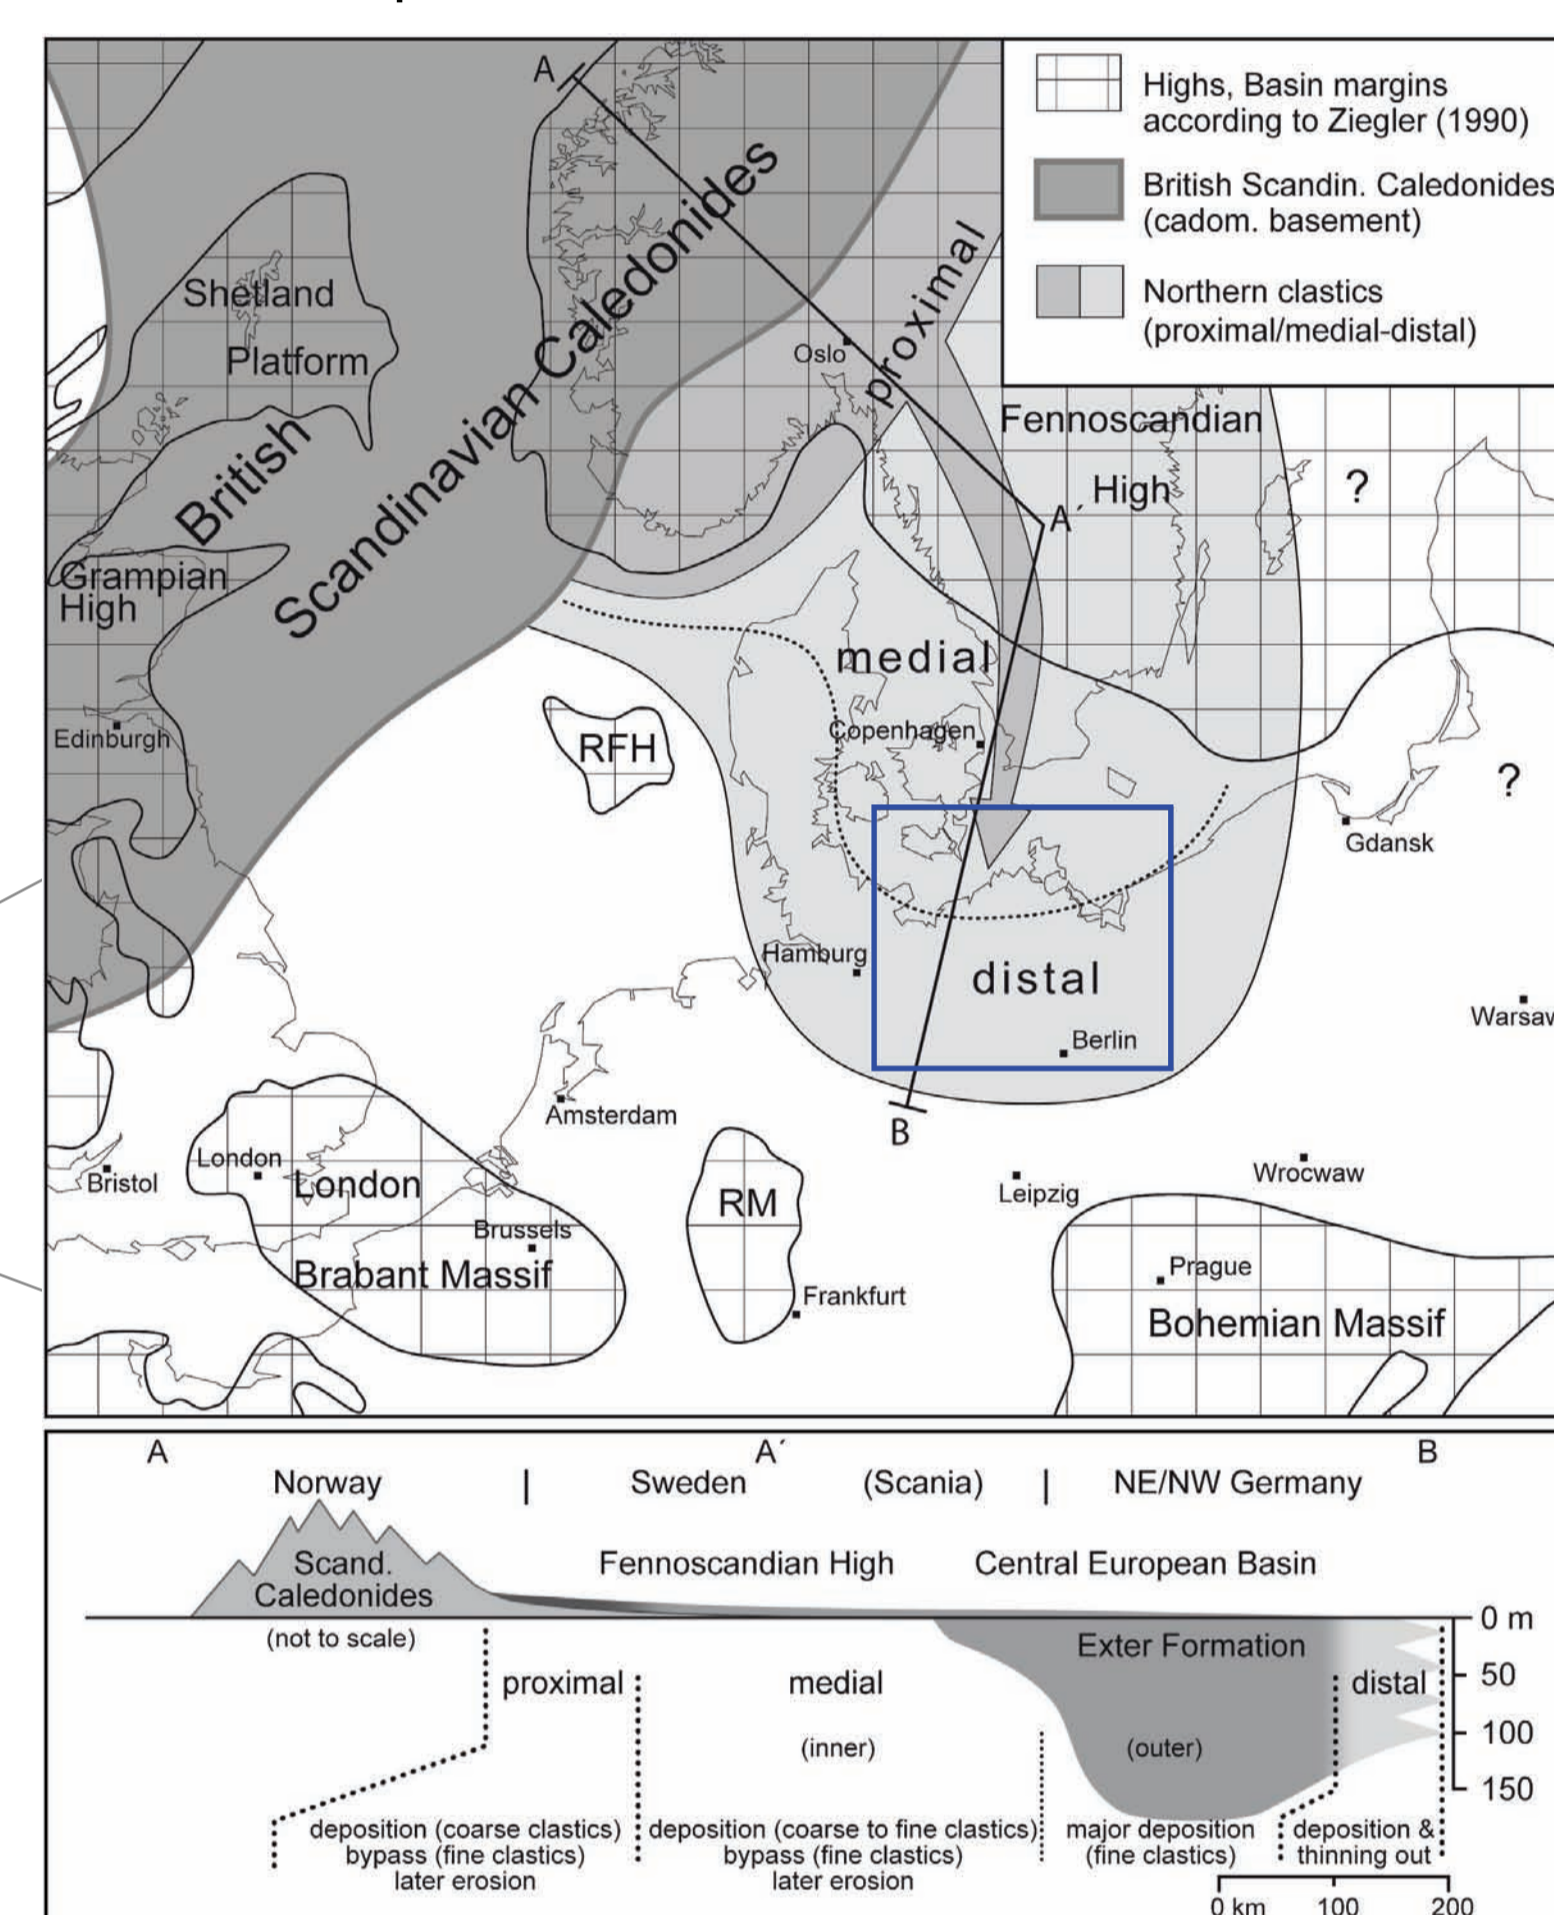 Highs, Basin margins
according to Ziegler (1990)
British Scandin. Caledonides
(cadom. basement)
Northern clastics
(proximal/medial-distal)
A
Shetland
Platform
British
Scandinavian Caledonides
proximal
Oslo
Fennoscandian
High
?
A´
Grampian
High
medial
Edinburgh
RFH
Copenhagen
?
Gdansk
Hamburg
distal
Warsaw
Berlin
Amsterdam
B
London
Bristol
London
RM
Leipzig
Wrocwaw
Brussels
Brabant Massif
Prague
Frankfurt
Bohemian Massif
A A´ B
Norway | Sweden (Scania) | NE/NW Germany
Scand.
Caledonides
Fennoscandian High Central European Basin
(not to scale)
0 m
Exter Formation
50
proximal medial distal
100
(inner) (outer)
150
deposition (coarse clastics)
bypass (fine clastics)
later erosion
deposition (coarse to fine clastics)
bypass (fine clastics)
later erosion
major deposition
(fine clastics)
deposition &
thinning out
0 km 100 200